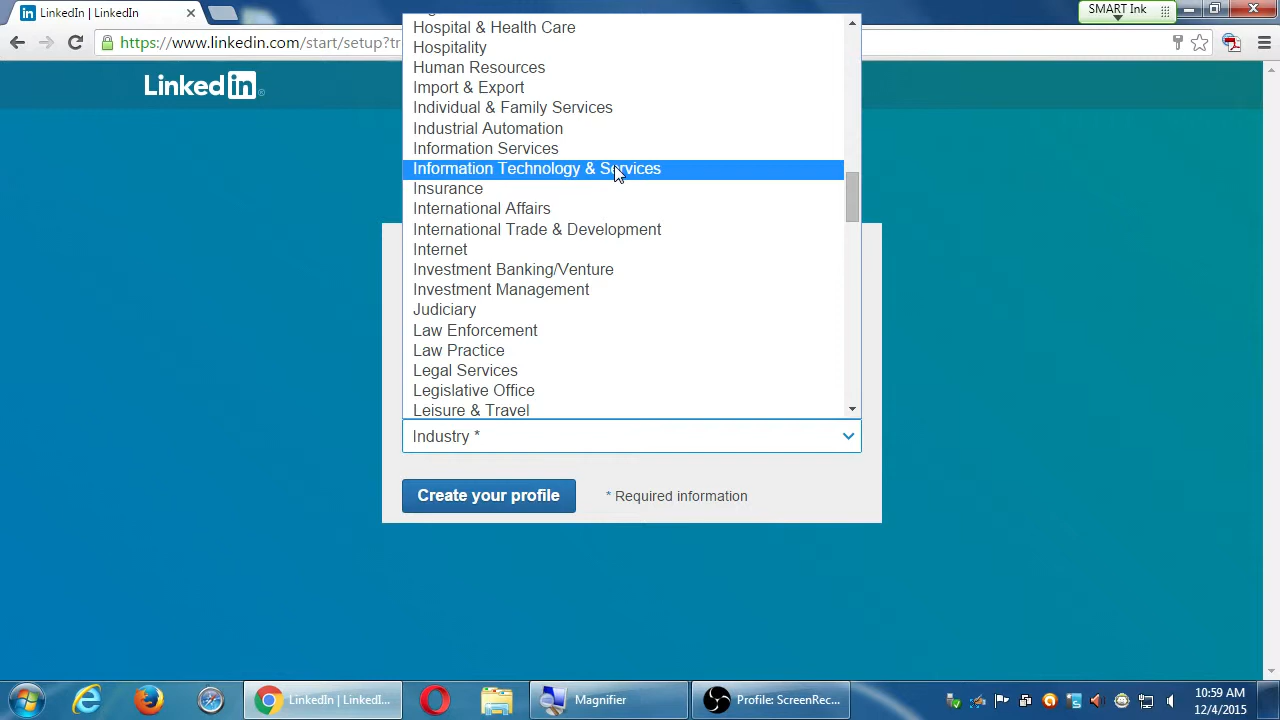 LinkedIn | LinkedIn
SMART Ink
https://www.linkedin.com/start/setup?tr
Linked in
Hospital & Health Care
Hospitality
Human Resources
Import & Export
Individual & Family Services
Industrial Automation
Information Services
Information Technology & Services
Insurance
International Affairs
International Trade & Development
Internet
Investment Banking/Venture
Investment Management
Judiciary
Law Enforcement
Law Practice
Legal Services
Legislative Office
Leisure & Travel
Industry *
Create your profile
* Required information
LinkedIn | LinkedI...
Magnifier
Profile: ScreenRec...
10:59 AM
12/4/2015